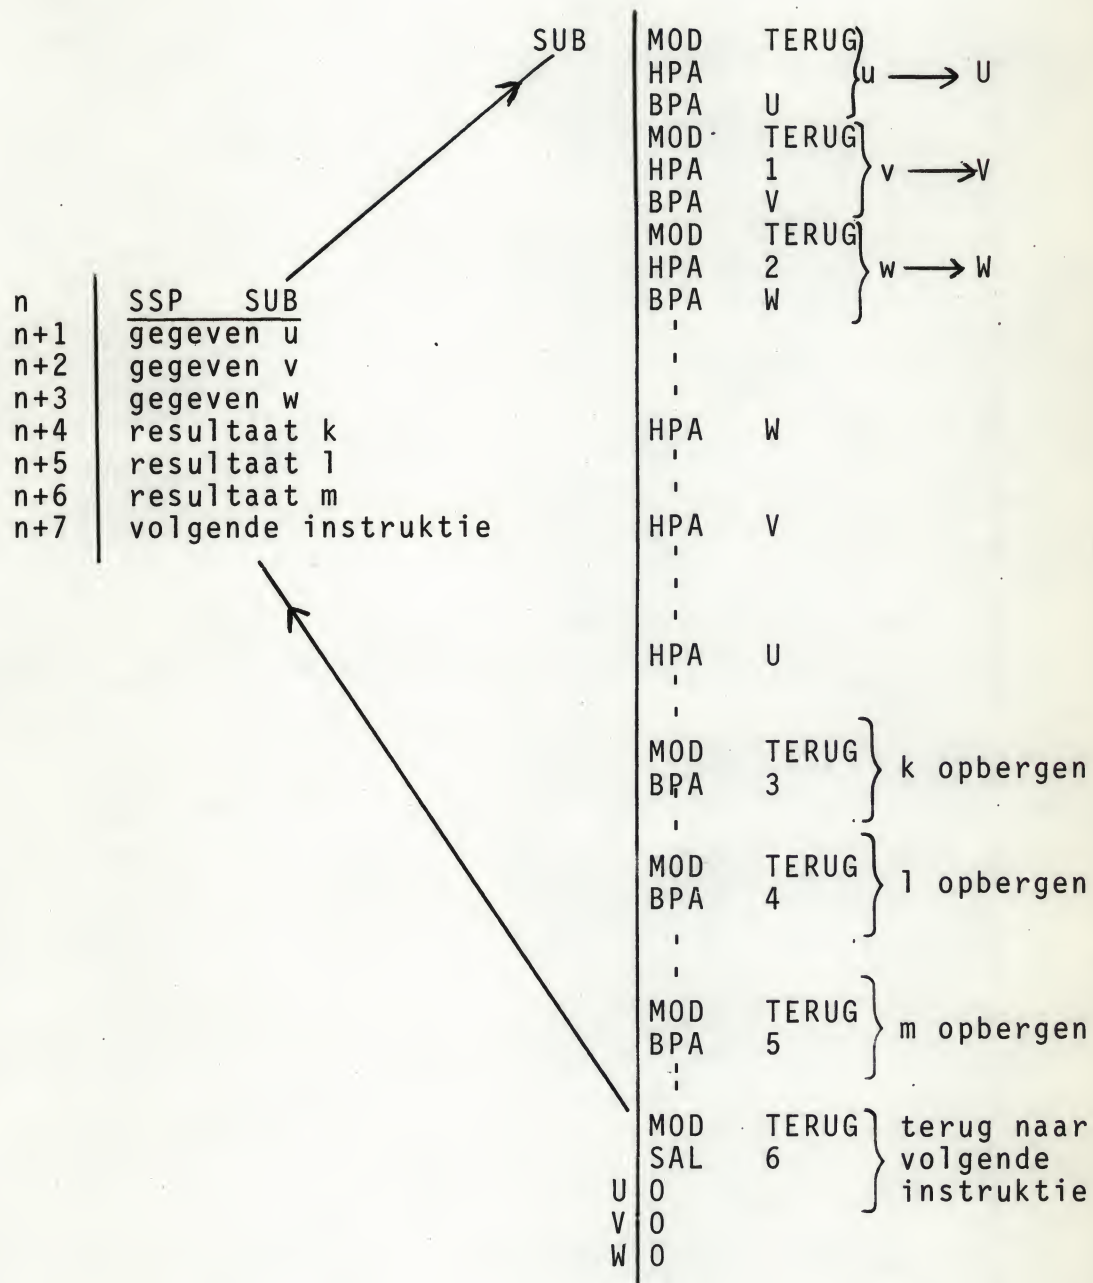 SUB MOD TERUG
HPA u → U
BPA U
MOD TERUG
HPA 1 v → V
BPA V
MOD TERUG
HPA 2 w → W
BPA W
n SSP SUB
n+1 gegeven u
n+2 gegeven v
n+3 gegeven w
n+4 resultaat k
n+5 resultaat l
n+6 resultaat m
n+7 volgende instruktie
HPA W
HPA V
HPA U
MOD TERUG
BPA 3 k opbergen
MOD TERUG
BPA 4 l opbergen
MOD TERUG
BPA 5 m opbergen
MOD TERUG terug naar
SAL 6 volgende
U 0 instruktie
V 0
W 0